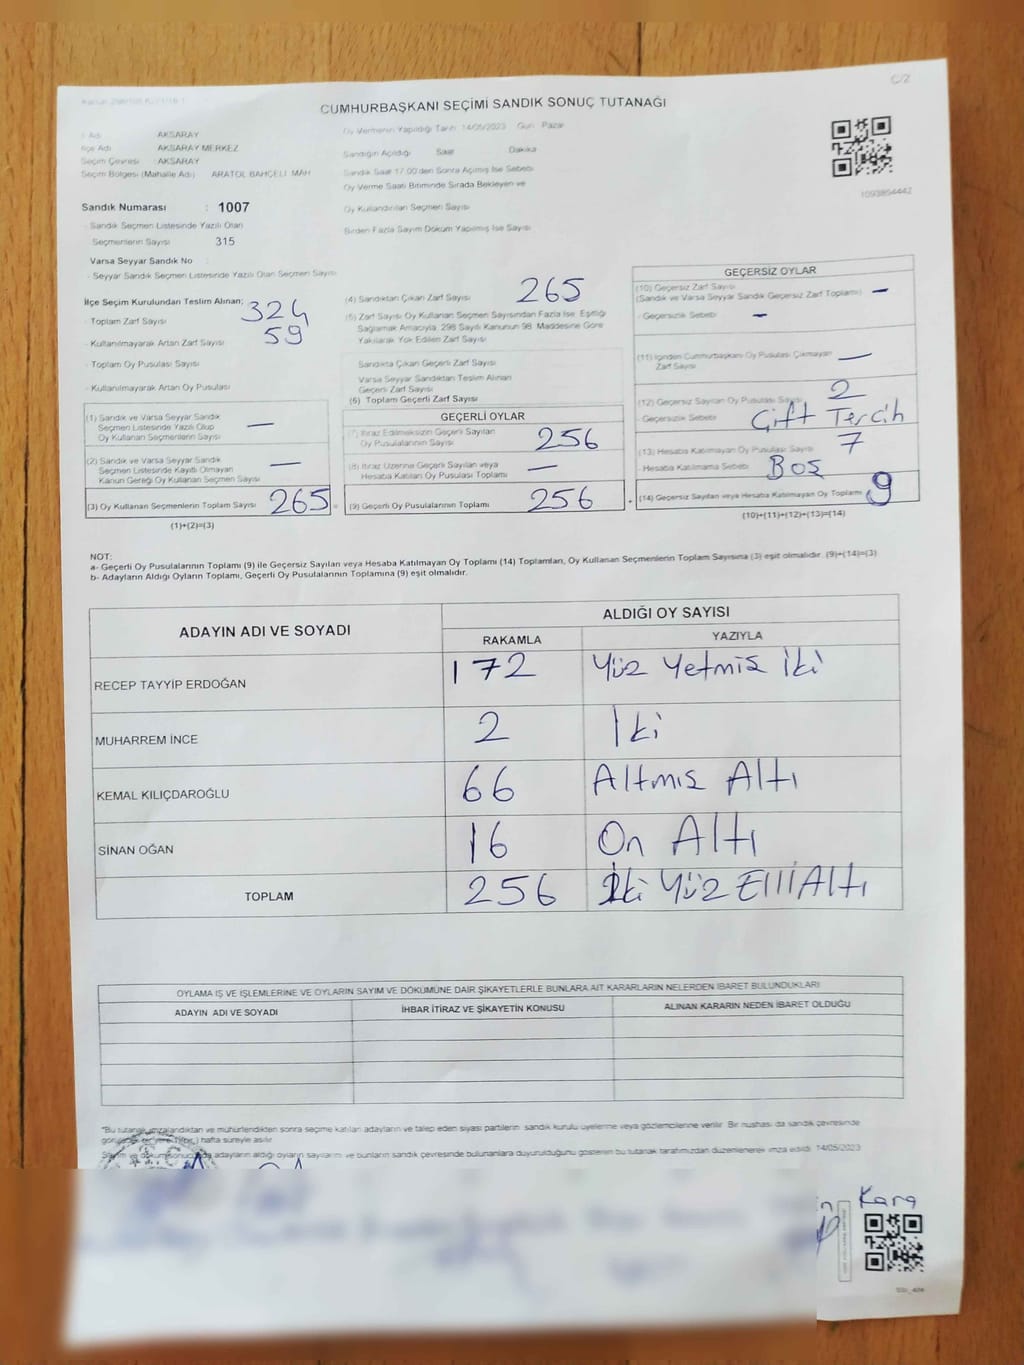 C/2
CUMHURBAŞKANI SEÇİMİ SANDIK SONUÇ TUTANAĞI
İl Adı AKSARAY
İlçe Adı AKSARAY MERKEZ
Seçim Çevresi AKSARAY
Seçim Bölgesi (Mahalle Adı) ARATOL BAHÇELİ MAH
Sandık Numarası : 1007
- Sandık Seçmen Listesinde Yazılı Olan
Seçmenlerin Sayısı 315
Varsa Seyyar Sandık No :
- Seyyar Sandık Seçmen Listesinde Yazılı Olan Seçmen Sayısı
Oy Vermenin Yapıldığı Tarih 14/05/2023 Gün Pazar
Sandığın Açıldığı Saat Dakika
Sandık Saat 17:00'den Sonra Açılmış İse Sebebi
Oy Verme Saati Bitiminde Sırada Bekleyen ve
Oy Kullandırılan Seçmen Sayısı
Birden Fazla Sayım Döküm Yapılmış İse Sayısı
1093894442
İlçe Seçim Kurulundan Teslim Alınan;
- Toplam Zarf Sayısı 324
- Kullanılmayarak Artan Zarf Sayısı 59
- Toplam Oy Pusulası Sayısı
- Kullanılmayarak Artan Oy Pusulası
(1) Sandık ve Varsa Seyyar Sandık
Seçmen Listesinde Yazılı Olup
Oy Kullanan Seçmenlerin Sayısı —
(2) Sandık ve Varsa Seyyar Sandık
Seçmen Listesinde Kayıtlı Olmayan
Kanun Gereği Oy Kullanan Seçmen Sayısı —
(3) Oy Kullanan Seçmenlerin Toplam Sayısı 265
(1)+(2)=(3)
(4) Sandıktan Çıkan Zarf Sayısı 265
(5) Zarf Sayısı Oy Kullanan Seçmen Sayısından Fazla İse, Eşitliği
Sağlamak Amacıyla, 298 Sayılı Kanunun 98. Maddesine Göre
Yakılarak Yok Edilen Zarf Sayısı
Sandıkta Çıkan Geçerli Zarf Sayısı
Varsa Seyyar Sandıktan Teslim Alınan
Geçerli Zarf Sayısı
(6) Toplam Geçerli Zarf Sayısı
GEÇERLİ OYLAR
(7) İtiraz Edilmeksizin Geçerli Sayılan
Oy Pusulalarının Sayısı 256
(8) İtiraz Üzerine Geçerli Sayılan veya
Hesaba Katılan Oy Pusulası Toplamı —
(9) Geçerli Oy Pusulalarının Toplamı 256
GEÇERSİZ OYLAR
(10) Geçersiz Zarf Sayısı
(Sandık ve Varsa Seyyar Sandık Geçersiz Zarf Toplamı) —
- Geçersizlik Sebebi —
(11) İçinden Cumhurbaşkanı Oy Pusulası Çıkmayan
Zarf Sayısı —
(12) Geçersiz Sayılan Oy Pusulası Sayısı 2
- Geçersizlik Sebebi Çift Tercih
(13) Hesaba Katılmayan Oy Pusulası Sayısı 7
Hesaba Katılmama Sebebi BOŞ
(14) Geçersiz Sayılan veya Hesaba Katılmayan Oy Toplamı 9
(10)+(11)+(12)+(13)=(14)
NOT:
a- Geçerli Oy Pusulalarının Toplamı (9) ile Geçersiz Sayılan veya Hesaba Katılmayan Oy Toplamı (14) Toplamları, Oy Kullanan Seçmenlerin Toplam Sayısına (3) eşit olmalıdır. (9)+(14)=(3)
b- Adayların Aldığı Oyların Toplamı, Geçerli Oy Pusulalarının Toplamına (9) eşit olmalıdır.
ADAYIN ADI VE SOYADI ALDIĞI OY SAYISI
RAKAMLA YAZIYLA
RECEP TAYYİP ERDOĞAN 172 Yüz Yetmiş İki
MUHARREM İNCE 2 İki
KEMAL KILIÇDAROĞLU 66 Altmış Altı
SİNAN OĞAN 16 On Altı
TOPLAM 256 İki Yüz Elli Altı
OYLAMA İŞ VE İŞLEMLERİNE VE OYLARIN SAYIM VE DÖKÜMÜNE DAİR ŞİKAYETLERLE BUNLARA AİT KARARLARIN NELERDEN İBARET BULUNDUKLARI
ADAYIN ADI VE SOYADI İHBAR İTİRAZ VE ŞİKAYETİN KONUSU ALINAN KARARIN NEDEN İBARET OLDUĞU
*Bu tutanak imzalandıktan ve mühürlendikten sonra seçime katılan adayların ve talep eden siyasi partilerin sandık kurulu üyelerine veya gözlemcilerine verilir. Bir nüshası da sandık çevresinde
hafta süreyle asılır.
adayların aldığı oyların sayılarını ve bunların sandık çevresinde bulunanlara duyurulduğunu gösteren bu tutanak tarafımızdan düzenlenerek imza edildi. 14/05/2023
Kara